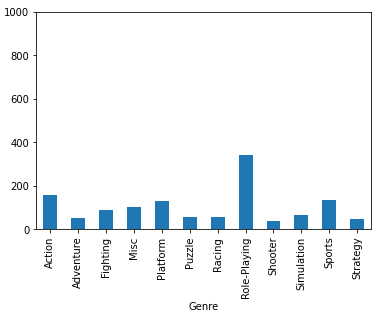 1000
800
600
400
200
0
Action
Adventure
Fighting
Misc
Platform
Puzzle
Racing
Role-Playing
Shooter
Simulation
Sports
Strategy
Genre